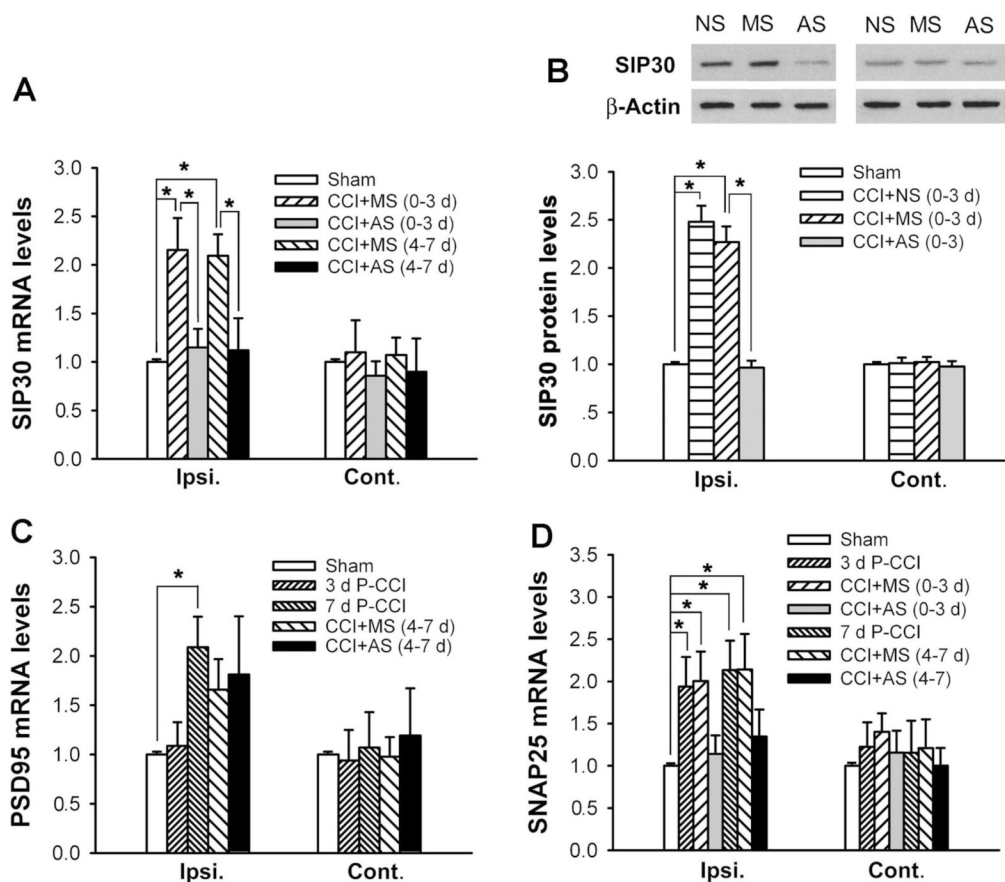 A
SIP30 mRNA levels
3.0
2.5
2.0
1.5
1.0
0.5
0.0
* * * * *
Sham
CCI+MS (0-3 d)
CCI+AS (0-3 d)
CCI+MS (4-7 d)
CCI+AS (4-7 d)
Ipsi. Cont.
B
NS MS AS NS MS AS
SIP30
β-Actin
SIP30 protein levels
3.0
2.5
2.0
1.5
1.0
.5
0.0
* * *
Sham
CCI+NS (0-3 d)
CCI+MS (0-3 d)
CCI+AS (0-3)
Ipsi. Cont.
C
PSD95 mRNA levels
3.0
2.5
2.0
1.5
1.0
0.5
0.0
*
Sham
3 d P-CCI
7 d P-CCI
CCI+MS (4-7 d)
CCI+AS (4-7 d)
Ipsi. Cont.
D
SNAP25 mRNA levels
3.5
3.0
2.5
2.0
1.5
1.0
0.5
0.0
* * * *
Sham
3 d P-CCI
CCI+MS (0-3 d)
CCI+AS (0-3 d)
7 d P-CCI
CCI+MS (4-7 d)
CCI+AS (4-7)
Ipsi. Cont.